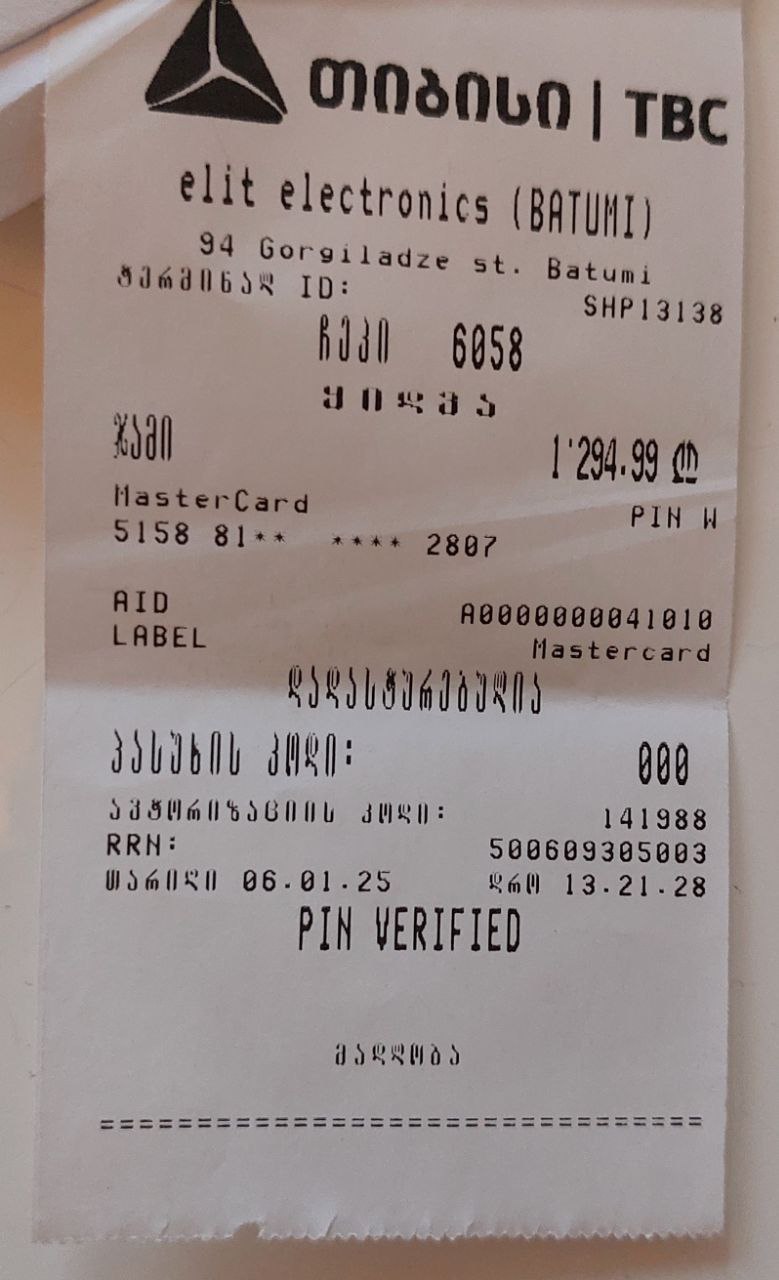 თიბისი | TBC
elit electronics (BATUMI)
94 Gorgiladze st. Batumi
ტერმინალ ID: SHP13138
ჩეკი 6058
ყიდვა
ჯამი 1'294.99 ₾
MasterCard PIN W
5158 81** **** 2807
AID A0000000041010
LABEL Mastercard
დადასტურებულია
პასუხის კოდი: 000
ავტორიზაციის კოდი: 141988
RRN: 500609305003
თარიღი 06.01.25 დრო 13.21.28
PIN VERIFIED
მადლობა
===============================